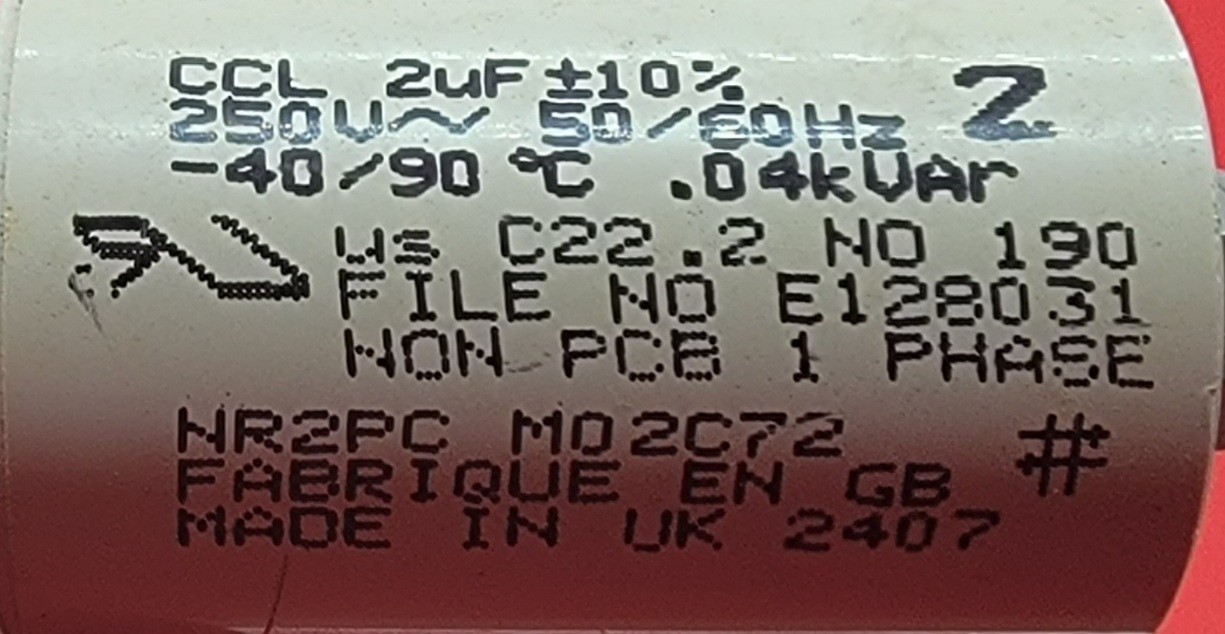 CCL 2uF ±10% 2
250V~ 50/60Hz
-40/90 °C .04kVAr
us C22.2 NO 190
FILE NO E128031
NON PCB 1 PHASE
NR2PC M02C72 #
FABRIQUE EN GB
MADE IN UK 2407